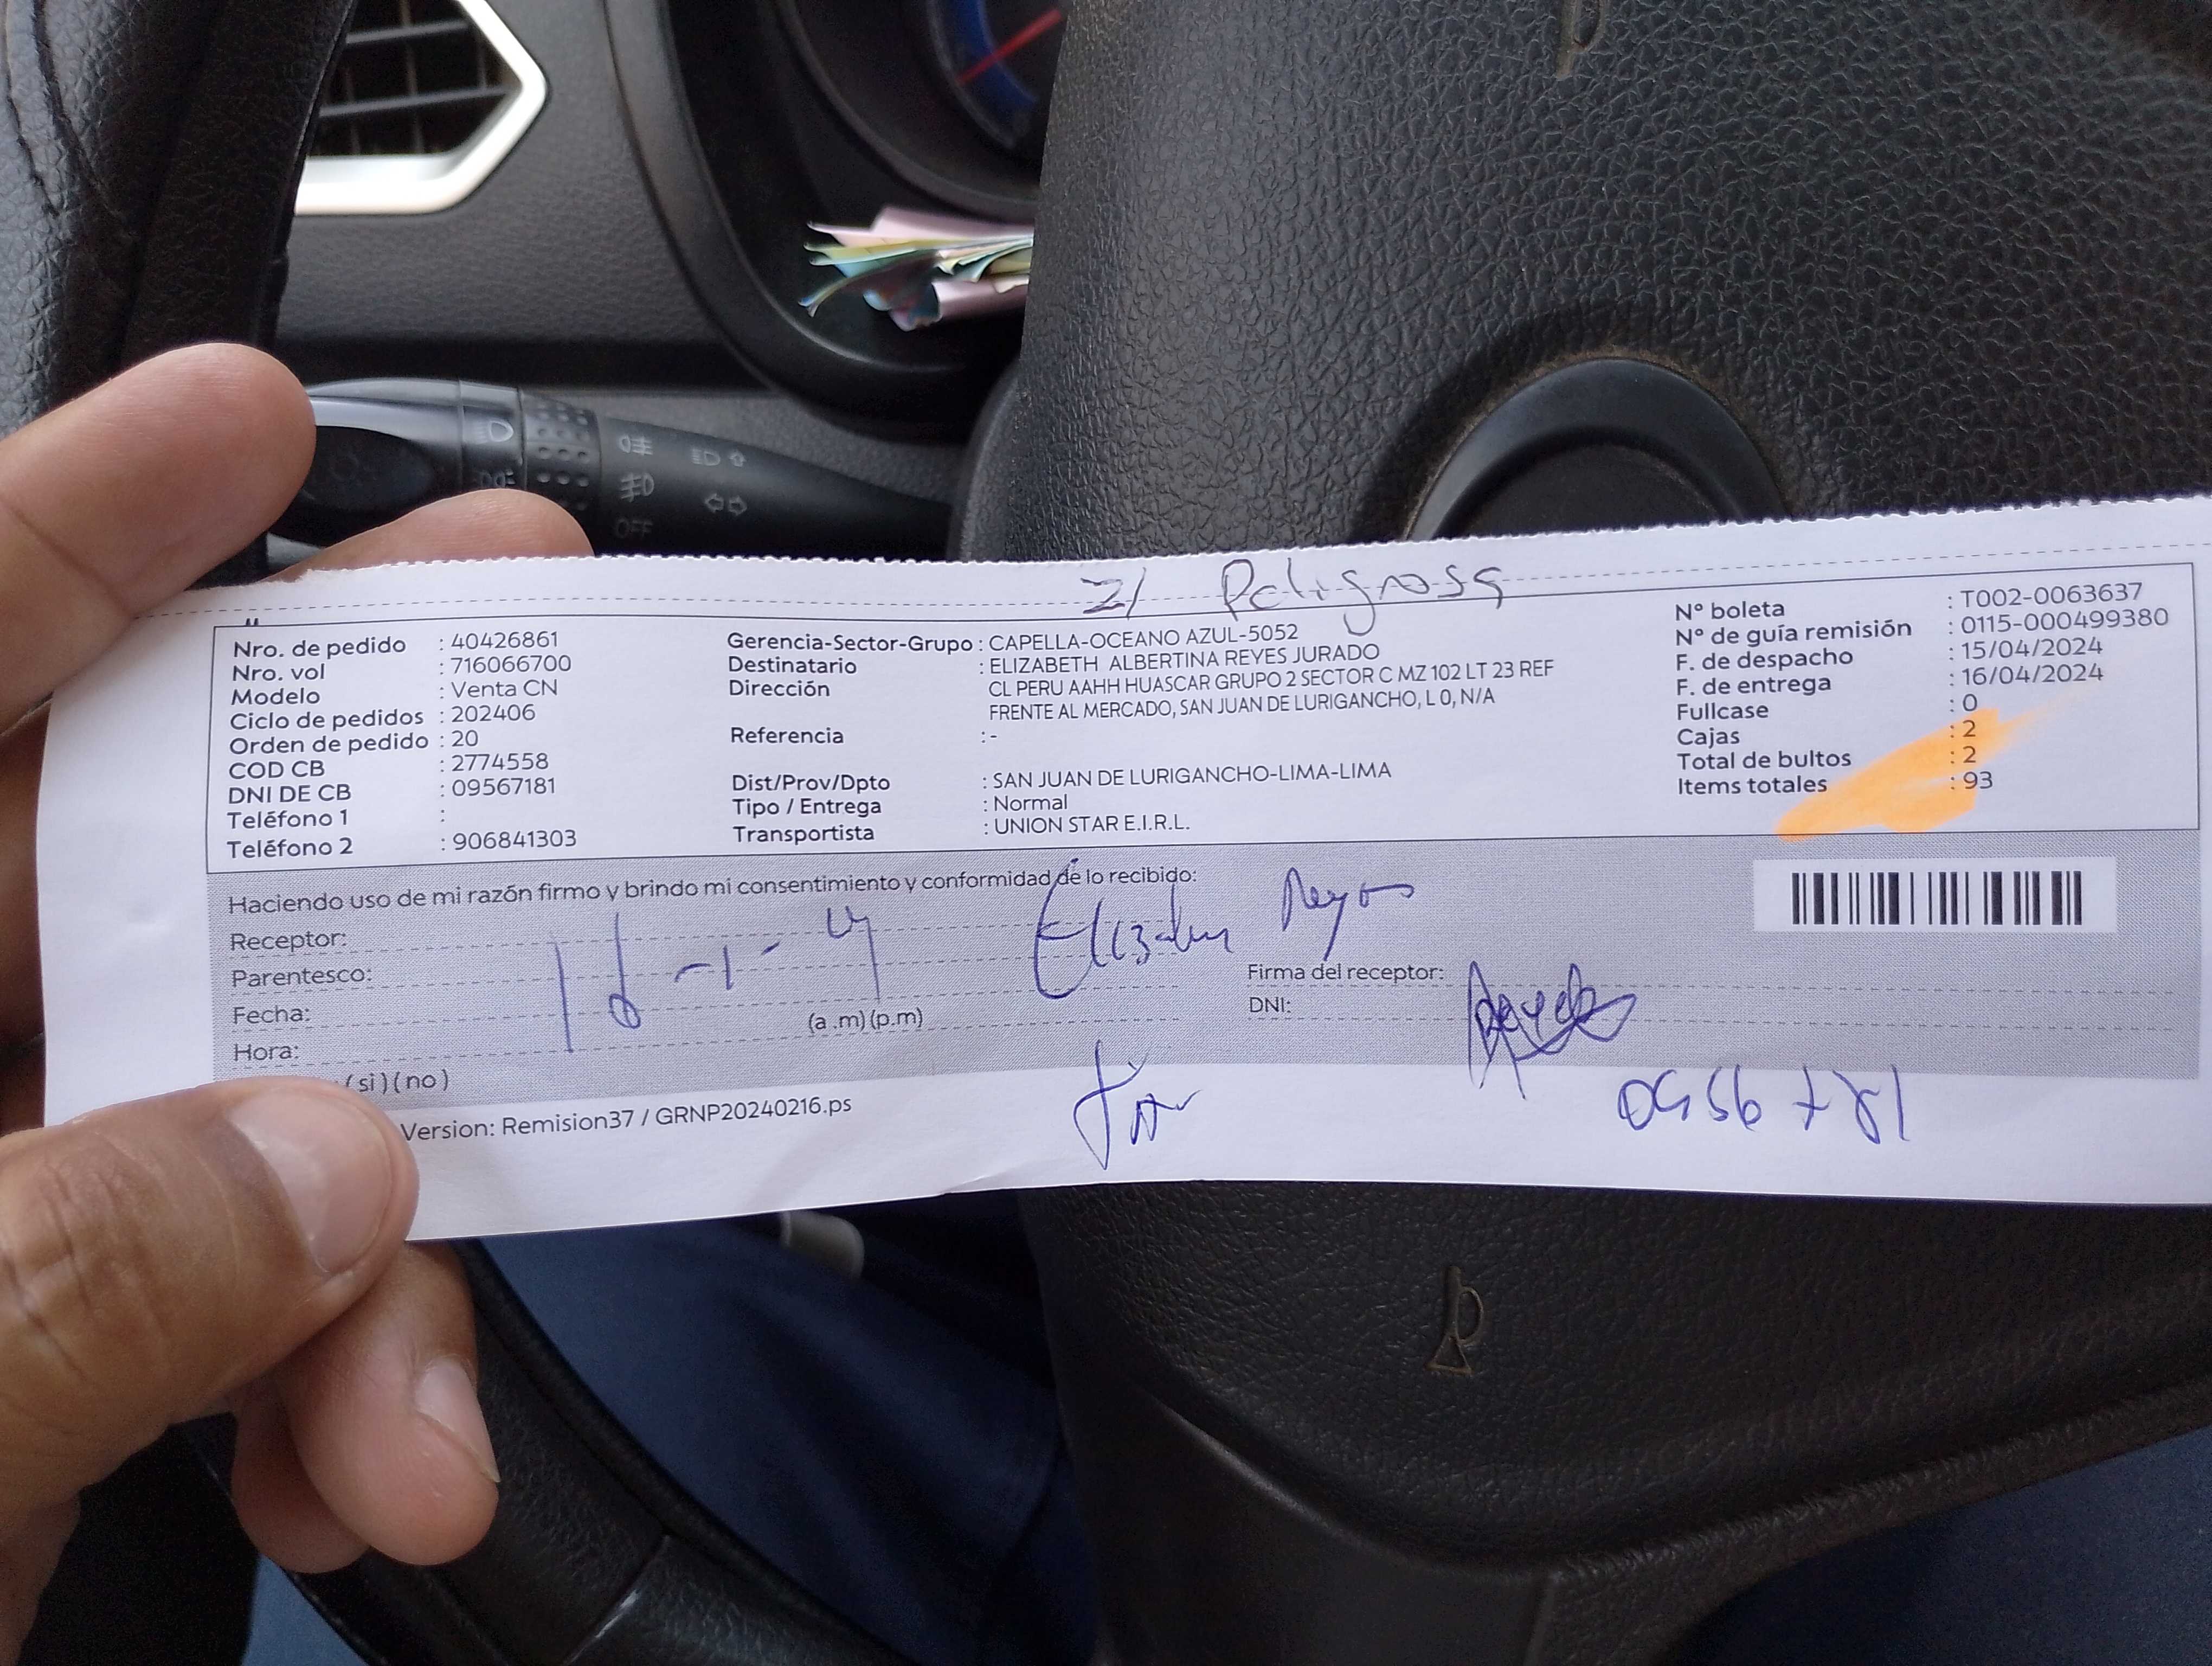 21 Peligrosa
Nro. de pedido : 40426861
Nro. vol : 716066700
Modelo : Venta CN
Ciclo de pedidos : 202406
Orden de pedido : 20
COD CB : 2774558
DNI DE CB : 09567181
Teléfono 1 :
Teléfono 2 : 906841303
Gerencia-Sector-Grupo : CAPELLA-OCEANO AZUL-5052
Destinatario : ELIZABETH ALBERTINA REYES JURADO
Dirección CL PERU AAHH HUASCAR GRUPO 2 SECTOR C MZ 102 LT 23 REF
FRENTE AL MERCADO, SAN JUAN DE LURIGANCHO, L 0, N/A
Referencia :-
Dist/Prov/Dpto : SAN JUAN DE LURIGANCHO-LIMA-LIMA
Tipo / Entrega : Normal
Transportista : UNION STAR E.I.R.L.
N° boleta : T002-0063637
N° de guía remisión : 0115-000499380
F. de despacho : 15/04/2024
F. de entrega : 16/04/2024
Fullcase : 0
Cajas : 2
Total de bultos : 2
Items totales : 93
Haciendo uso de mi razón firmo y brindo mi consentimiento y conformidad de lo recibido:
Receptor: Reyes
Parentesco:
Fecha: (a.m)(p.m)
Hora:
(si)(no)
Firma del receptor:
DNI:
Version: Remision37 / GRNP20240216.ps
OFF